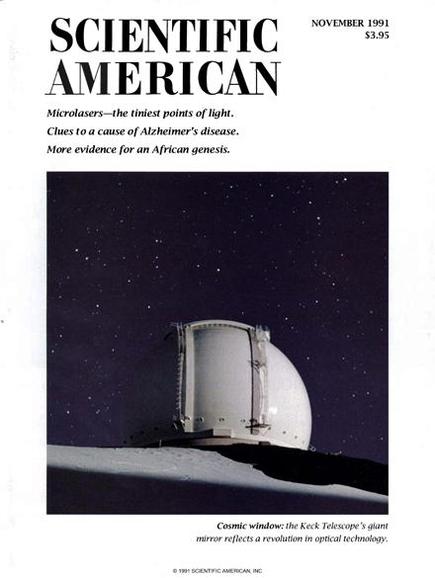 SCIENTIFIC
AMERICAN
NOVEMBER 1991
$3.95
Microlasers—the tiniest points of light.
Clues to a cause of Alzheimer's disease.
More evidence for an African genesis.
Cosmic window: the Keck Telescope's giant
mirror reflects a revolution in optical technology.
© 1991 SCIENTIFIC AMERICAN, INC